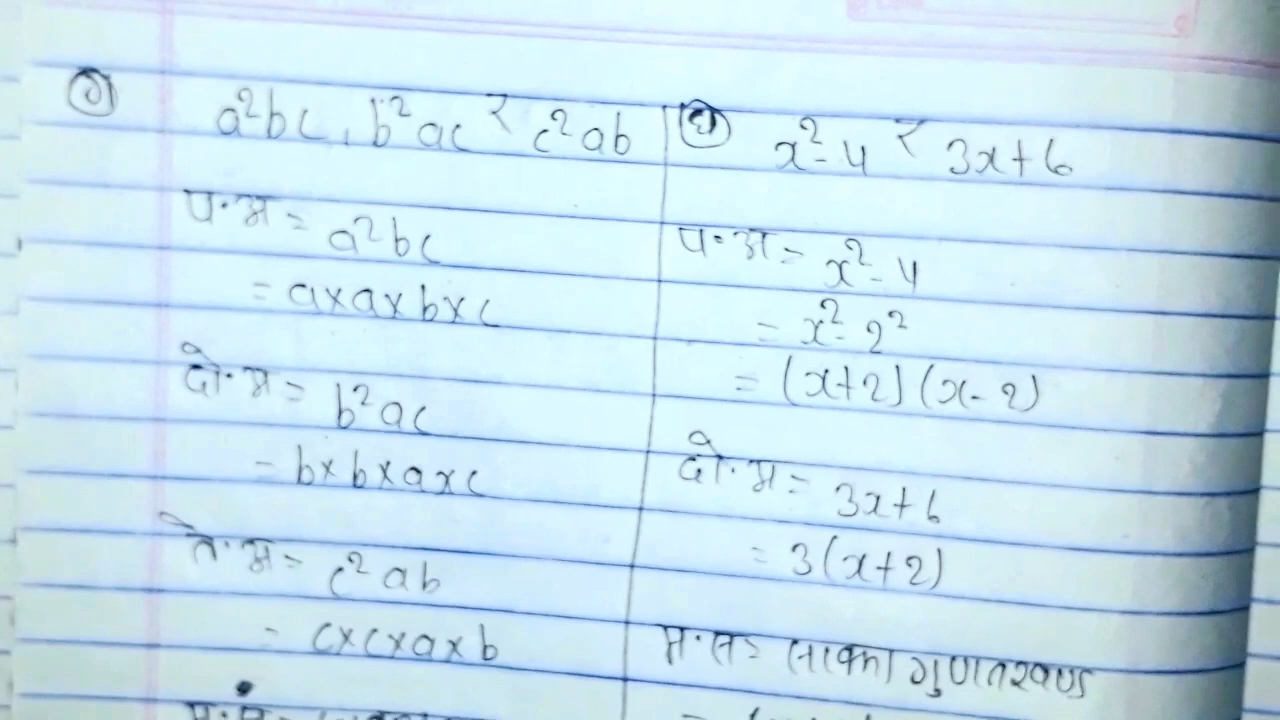 ग) a²bc, b²ac र c²ab
प.अ = a²bc
= a×a×b×c
दो.अ = b²ac
= b×b×a×c
ते.अ = c²ab
= c×c×a×b
घ) x²-4 र 3x+6
प.अ = x²-4
= x²-2²
= (x+2)(x-2)
दो.अ = 3x+6
= 3(x+2)
म.स = साझा गुणनखण्ड